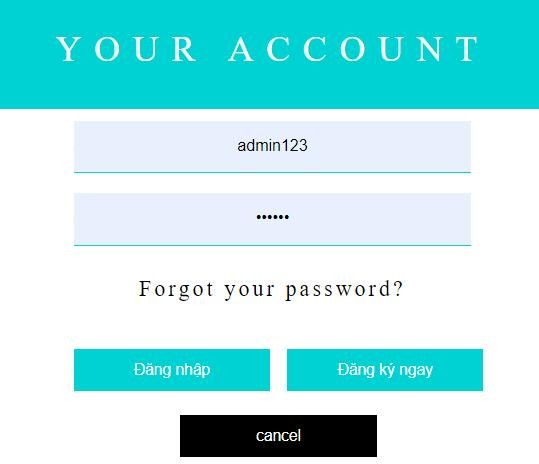 YOUR ACCOUNT
admin123
••••••
Forgot your password?
Đăng nhập
Đăng ký ngay
cancel